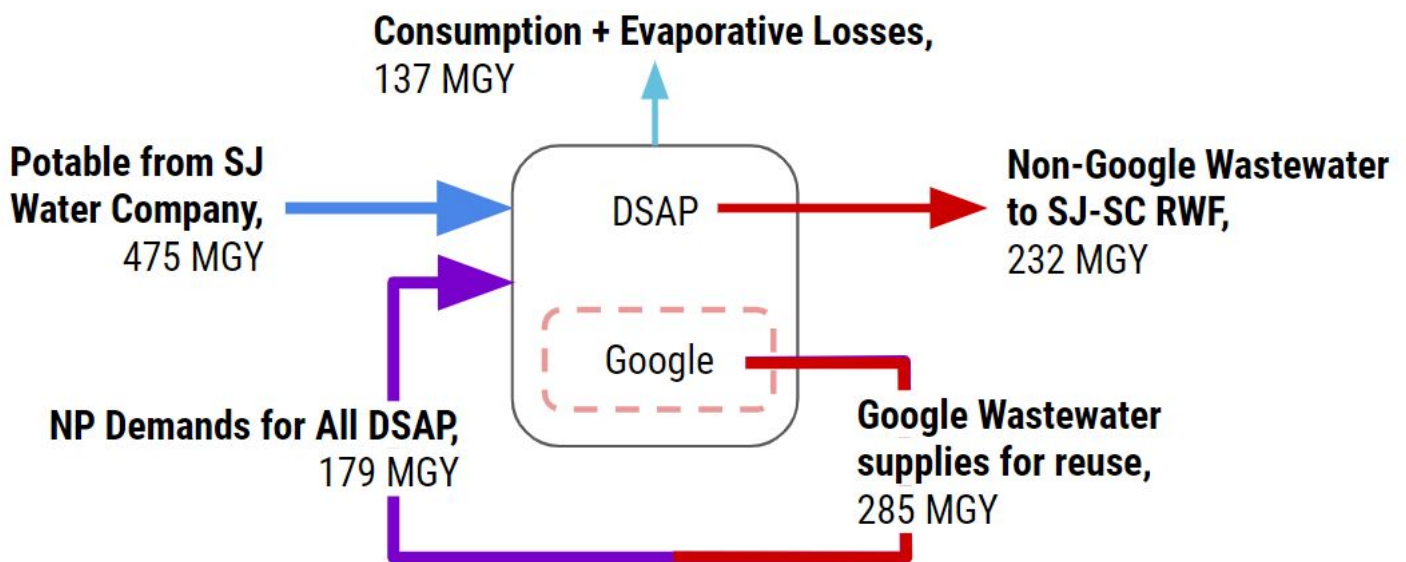 Consumption + Evaporative Losses,
137 MGY
Potable from SJ
Water Company,
475 MGY
DSAP
Non-Google Wastewater
to SJ-SC RWF,
232 MGY
Google
NP Demands for All DSAP,
179 MGY
Google Wastewater
supplies for reuse,
285 MGY